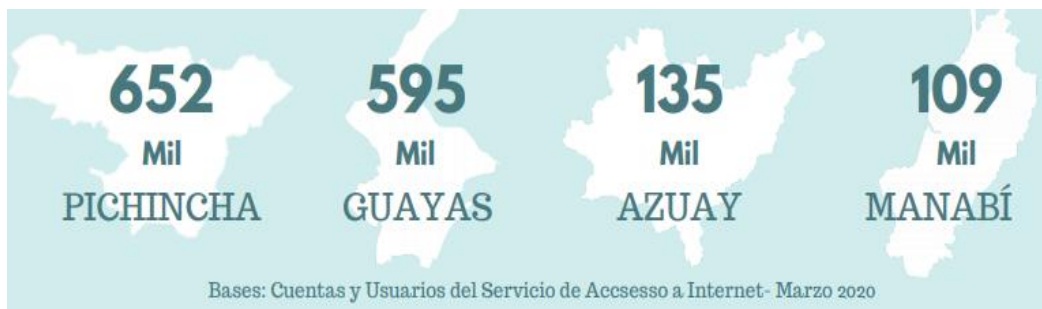 652 595 135 109
Mil Mil Mil Mil
PICHINCHA GUAYAS AZUAY MANABÍ
Bases: Cuentas y Usuarios del Servicio de Accsesso a Internet- Marzo 2020